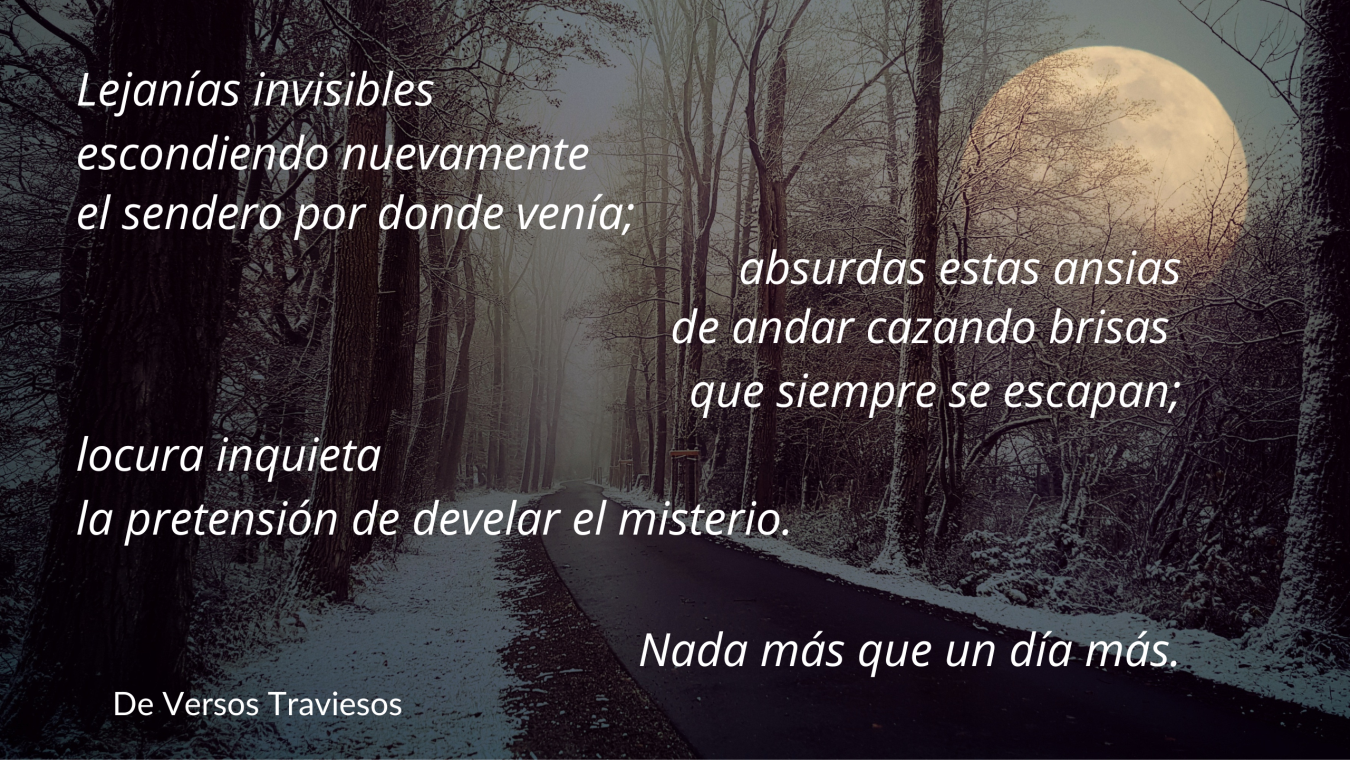 Lejanías invisibles
escondiendo nuevamente
el sendero por donde venía;
absurdas estas ansias
de andar cazando brisas
que siempre se escapan;
locura inquieta
la pretensión de develar el misterio.
Nada más que un día más.
De Versos Traviesos